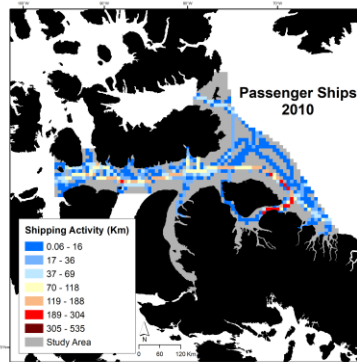 Passenger Ships
2010
Shipping Activity (Km)
0.06 - 16
17 - 36
37 - 69
70 - 118
119 - 188
189 - 304
305 - 535
Study Area
N
0
60
120 Km